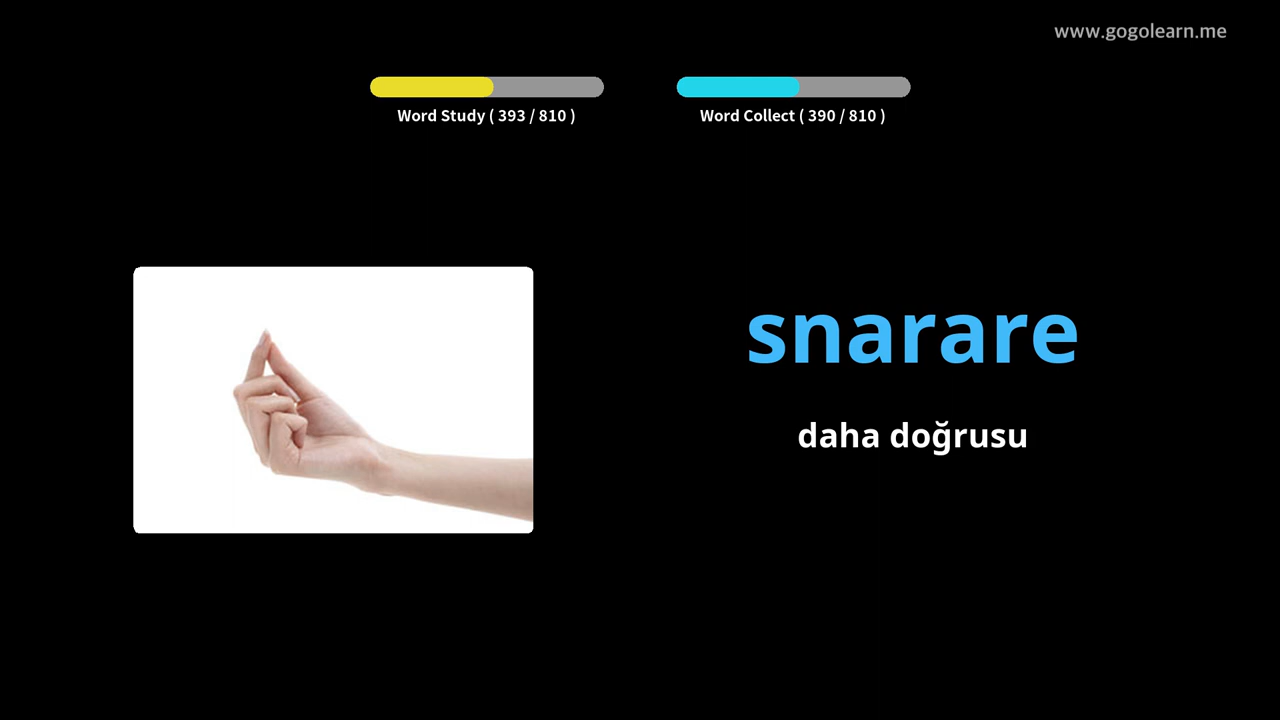 www.gogolearn.me
Word Study ( 393 / 810 )
Word Collect ( 390 / 810 )
snarare
daha doğrusu